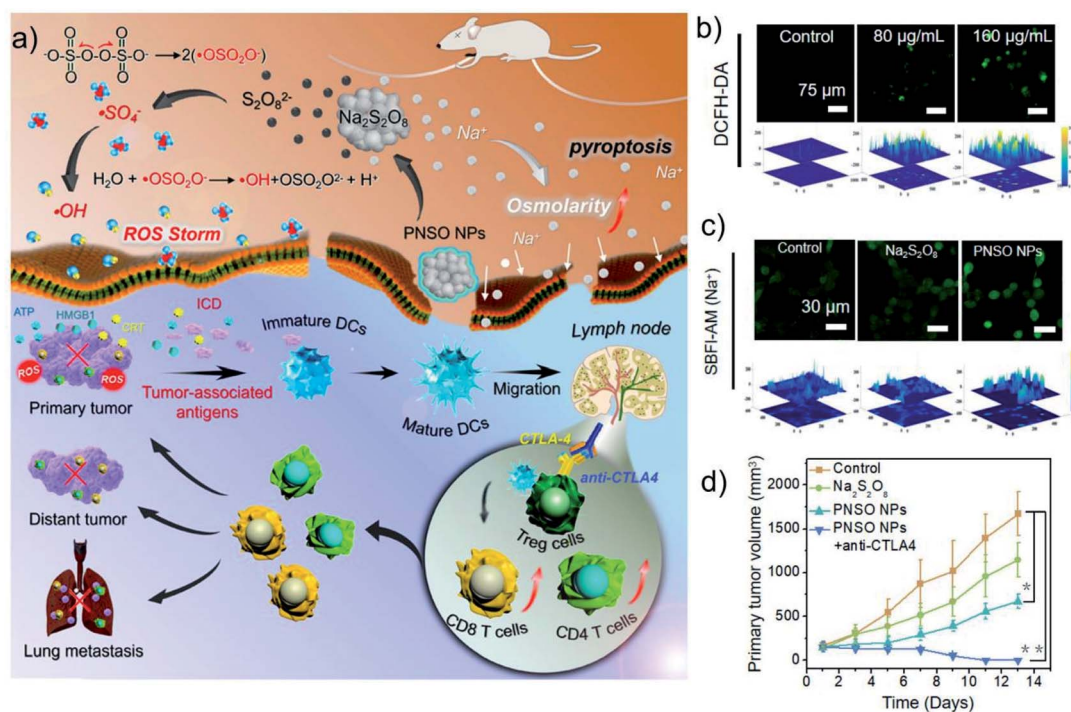 a)
O O O O
⁻O-S-O-O-S-O⁻ → 2(•OSO₂O⁻)
O O
•SO₄⁻
S₂O₈²⁻
Na₂S₂O₈
Na⁺
pyroptosis
Na⁺
H₂O + •OSO₂O⁻ → •OH+OSO₂O²⁻ + H⁺
•OH
ROS Storm
PNSO NPs
Osmolarity
Na⁺
ATP
HMGB1
CRT
ICD
Immature DCs
Lymph node
ROS
ROS
Primary tumor
Tumor-associated
antigens
Mature DCs
Migration
CTLA-4
anti-CTLA4
Distant tumor
Treg cells
CD8 T cells
CD4 T cells
Lung metastasis
b)
Control
80 µg/mL
160 µg/mL
75 µm
DCFH-DA
c)
Control
Na₂S₂O₈
PNSO NPs
30 µm
SBFI-AM (Na⁺)
d)
Control
Na₂S₂O₈
PNSO NPs
PNSO NPs
+anti-CTLA4
Primary tumor volume (mm³)
2000
1500
1000
500
0
*
**
0 2 4 6 8 10 12 14
Time (Days)